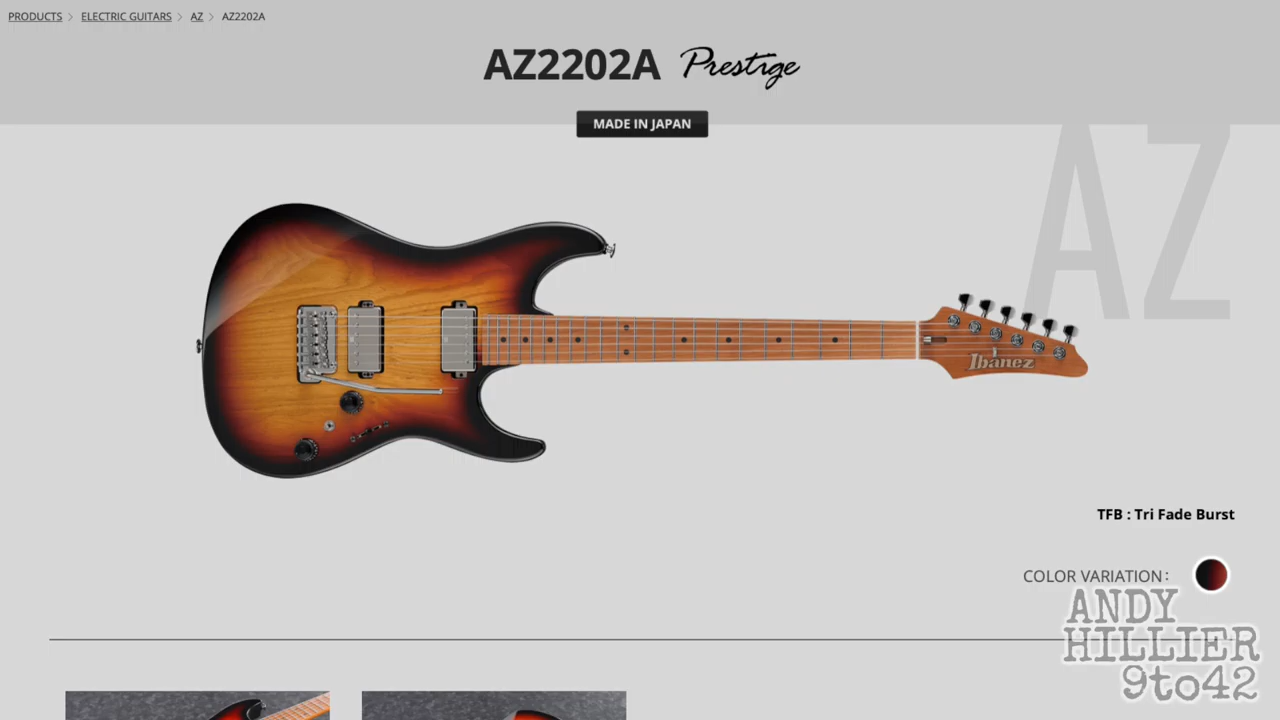 PRODUCTS > ELECTRIC GUITARS > AZ > AZ2202A
AZ2202A Prestige
MADE IN JAPAN
AZ
Ibanez
TFB : Tri Fade Burst
COLOR VARIATION :
ANDY
HILLIER
9to42